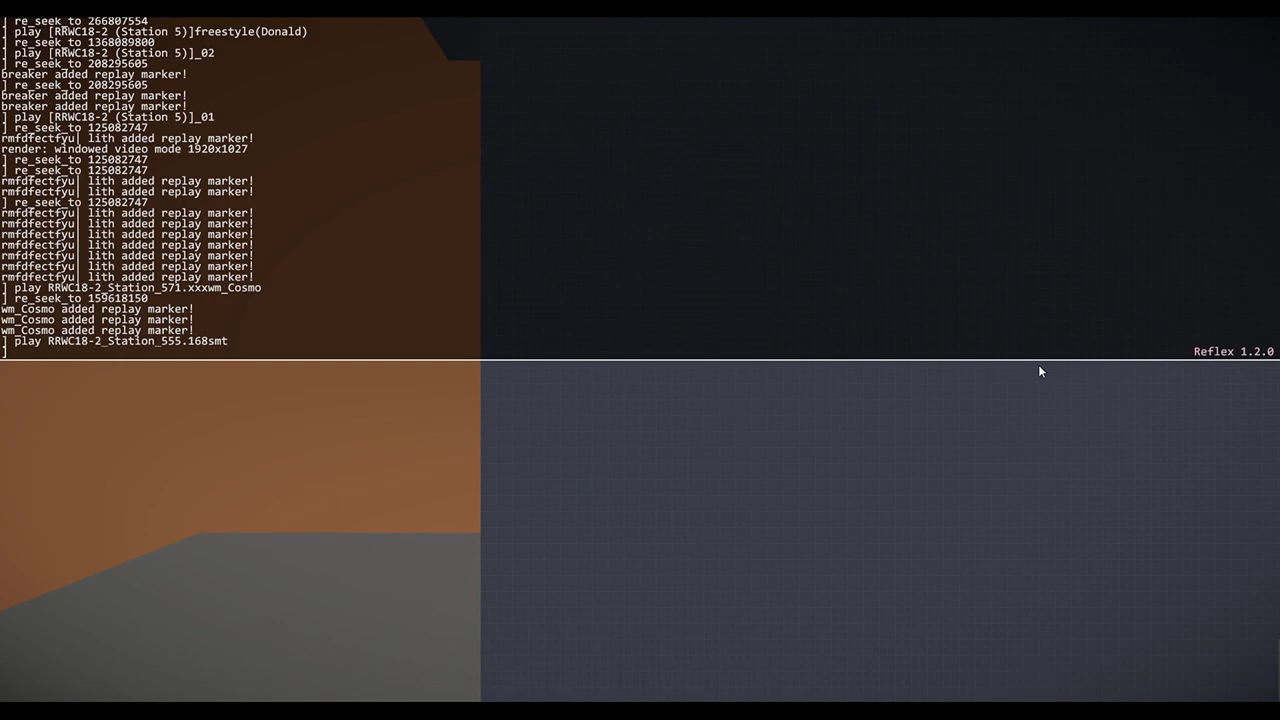 ] re_seek_to 266807554
] play [RRWC18-2 (Station 5)]freestyle(Donald)
] re_seek_to 1368089800
] play [RRWC18-2 (Station 5)]_02
] re_seek_to 208295605
breaker added replay marker!
] re_seek_to 208295605
breaker added replay marker!
breaker added replay marker!
] play [RRWC18-2 (Station 5)]_01
] re_seek_to 125082747
rmfdfectfyu| lith added replay marker!
render: windowed video mode 1920x1027
] re_seek_to 125082747
] re_seek_to 125082747
rmfdfectfyu| lith added replay marker!
rmfdfectfyu| lith added replay marker!
] re_seek_to 125082747
rmfdfectfyu| lith added replay marker!
rmfdfectfyu| lith added replay marker!
rmfdfectfyu| lith added replay marker!
rmfdfectfyu| lith added replay marker!
rmfdfectfyu| lith added replay marker!
rmfdfectfyu| lith added replay marker!
rmfdfectfyu| lith added replay marker!
] play RRWC18-2_Station_571.xxxwm_Cosmo
] re_seek_to 159618150
wm_Cosmo added replay marker!
wm_Cosmo added replay marker!
wm_Cosmo added replay marker!
] play RRWC18-2_Station_555.168smt
]
Reflex 1.2.0